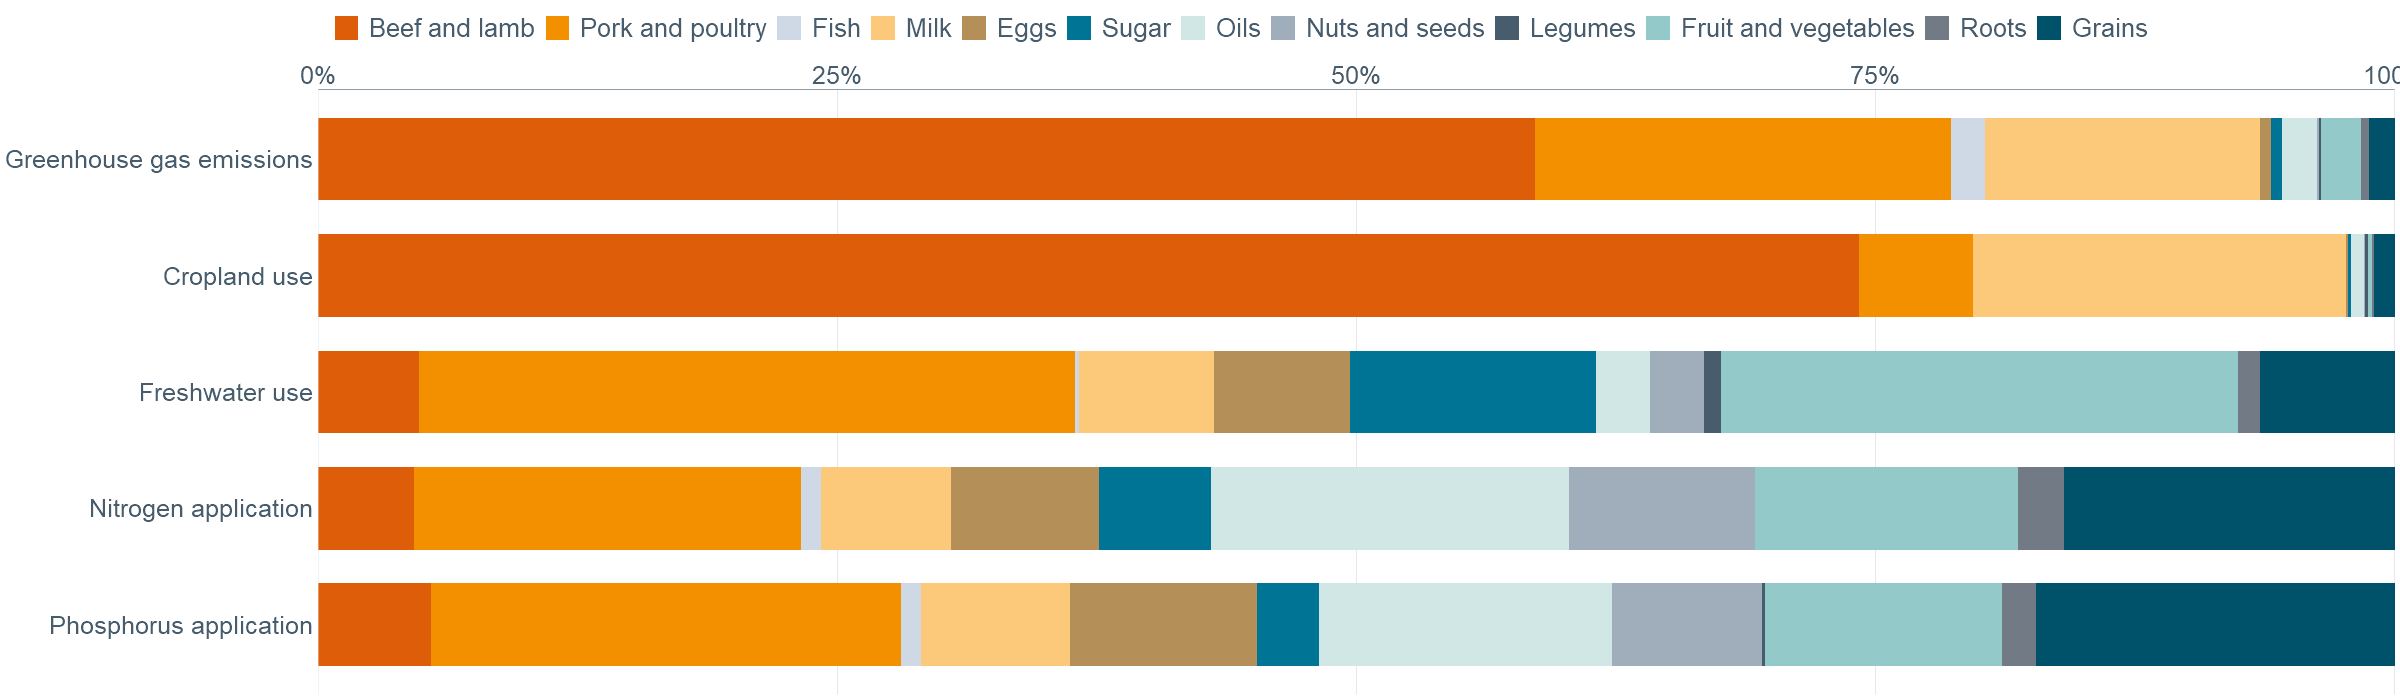 Beef and lamb Pork and poultry Fish Milk Eggs Sugar Oils Nuts and seeds Legumes Fruit and vegetables Roots Grains
0% 25% 50% 75% 100
Greenhouse gas emissions
Cropland use
Freshwater use
Nitrogen application
Phosphorus application